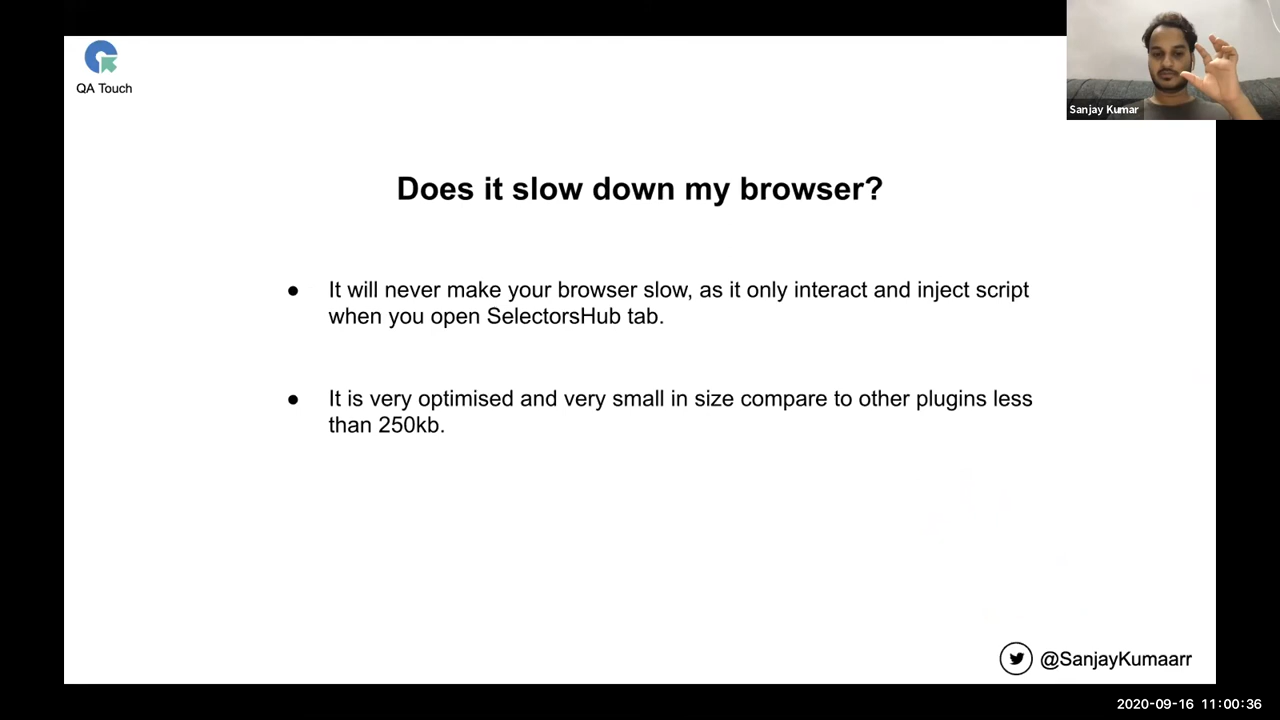 QA Touch
Sanjay Kumar
Does it slow down my browser?
● It will never make your browser slow, as it only interact and inject script
when you open SelectorsHub tab.
● It is very optimised and very small in size compare to other plugins less
than 250kb.
@SanjayKumaarr
2020-09-16 11:00:36